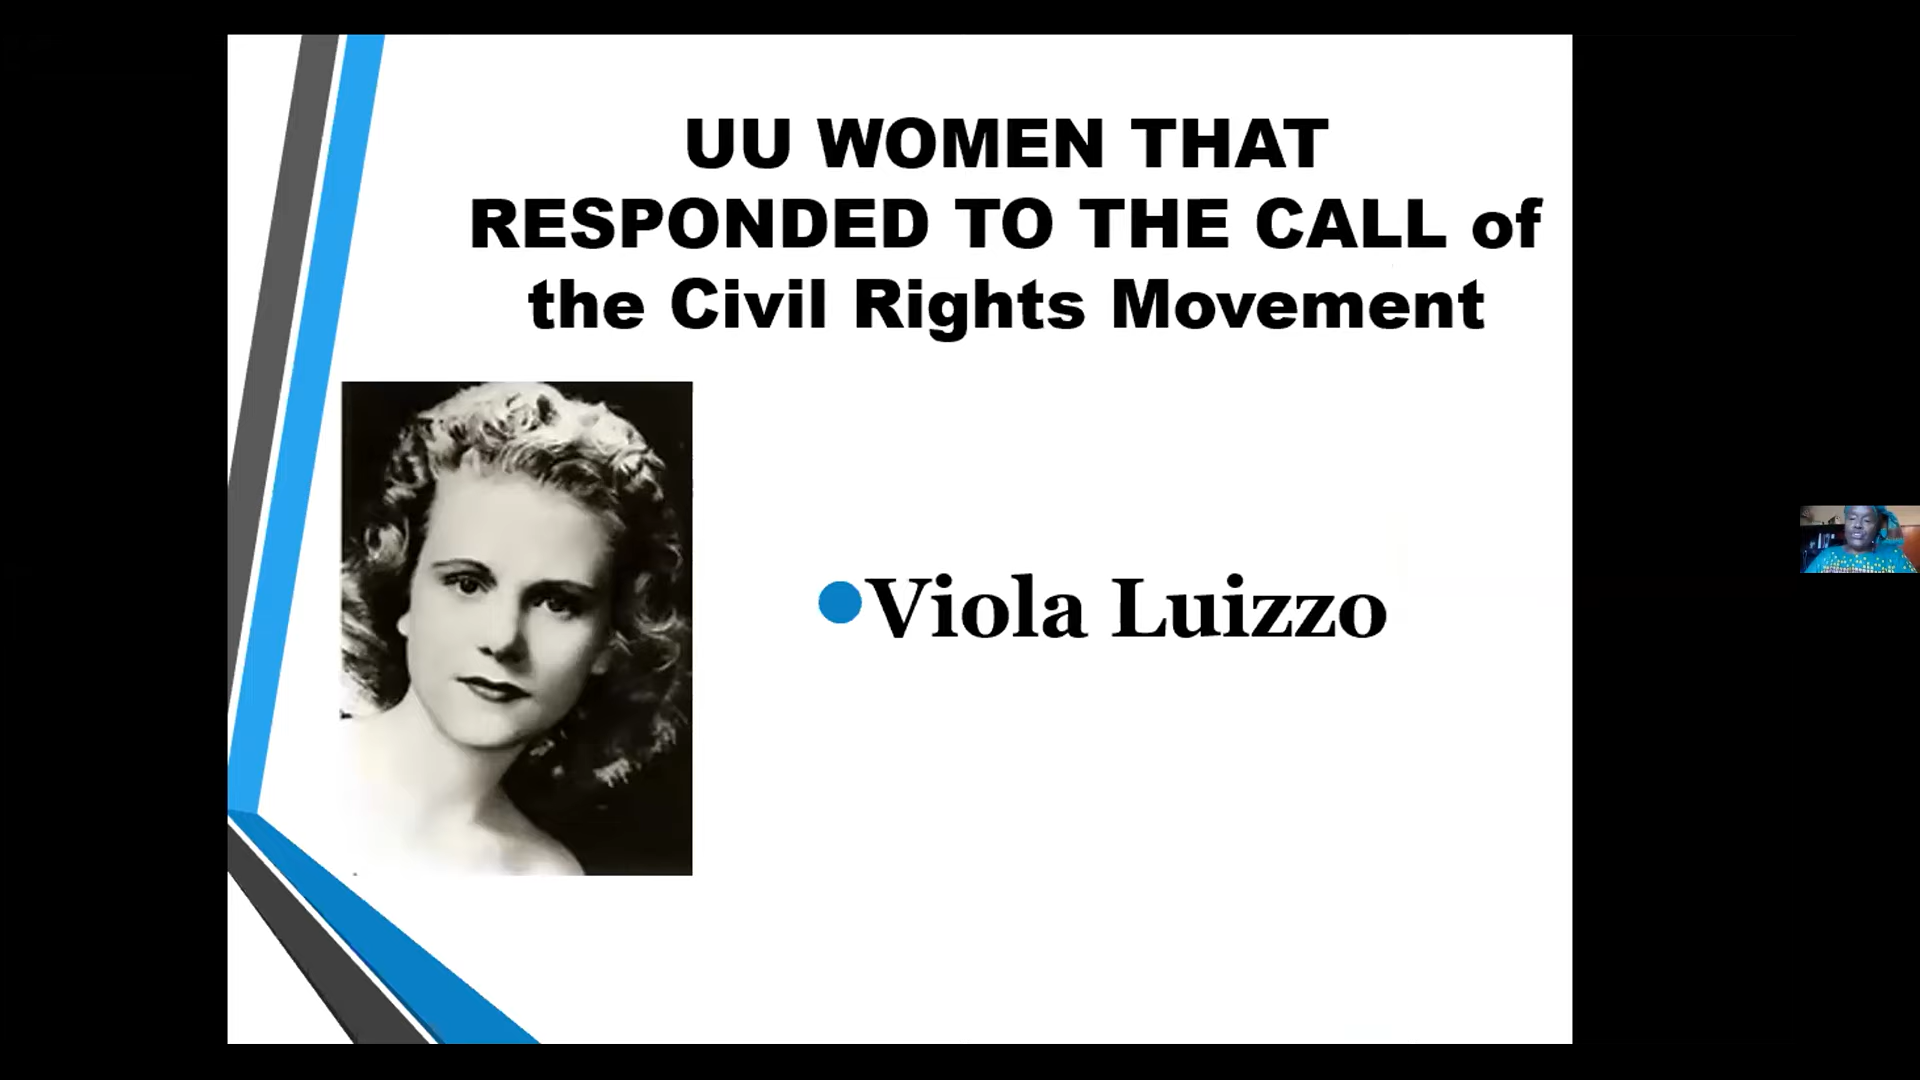 UU WOMEN THAT
RESPONDED TO THE CALL of
the Civil Rights Movement
Viola Luizzo